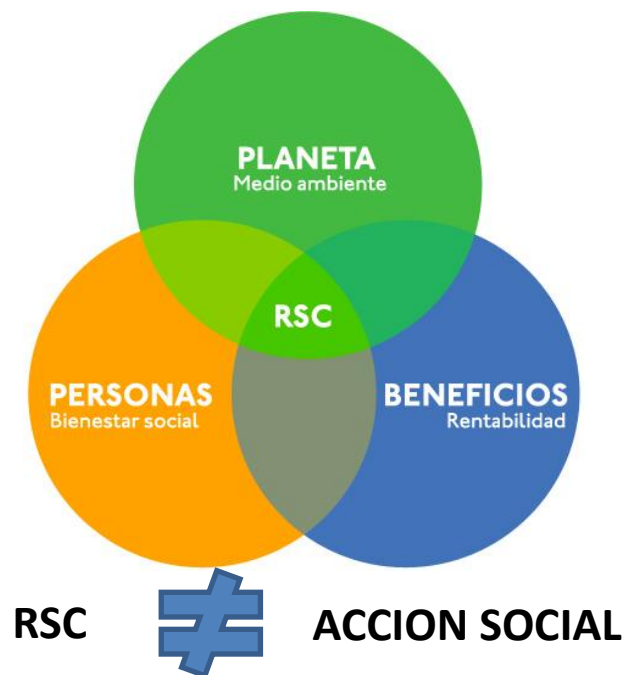 PLANETA
Medio ambiente
RSC
PERSONAS
Bienestar social
BENEFICIOS
Rentabilidad
RSC ≠ ACCION SOCIAL